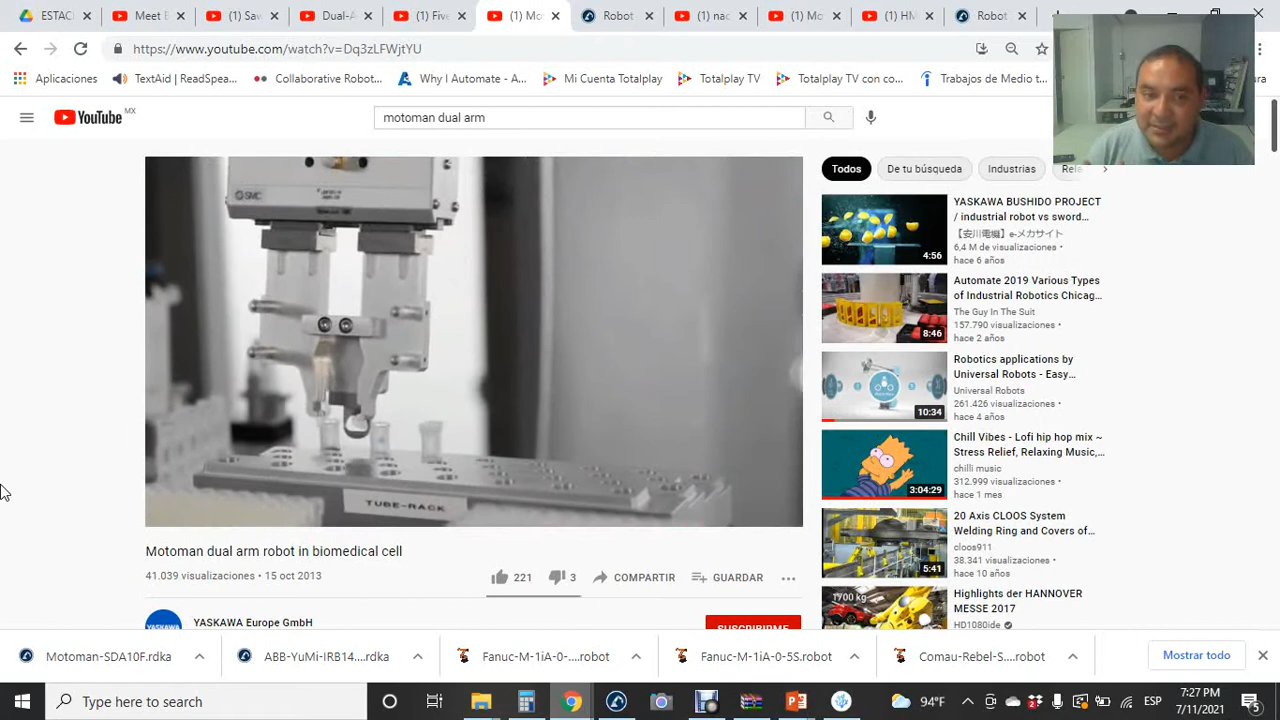 ESTAC
Meet E
(1) Saw
Dual-A
(1) Five
(1) Mo
Robot
(1) nac
(1) Mo
(1) HM
Robot
https://www.youtube.com/watch?v=Dq3zLFWjtYU
Aplicaciones
TextAid | ReadSpea...
Collaborative Robot...
Why I Automate - A...
Mi Cuenta Totalplay
Totalplay TV
Totalplay TV con co...
Trabajos de Medio t...
YouTube MX
motoman dual arm
SMC
TUBE-RACK
Todos
De tu búsqueda
Industrias
Rela
YASKAWA BUSHIDO PROJECT
/ industrial robot vs sword...
【安川電機】e-メカサイト
6,4 M de visualizaciones •
hace 6 años
4:56
Automate 2019 Various Types
of Industrial Robotics Chicag...
The Guy In The Suit
157.790 visualizaciones •
hace 2 años
8:46
Robotics applications by
Universal Robots - Easy...
Universal Robots
261.426 visualizaciones •
hace 4 años
10:34
Chill Vibes - Lofi hip hop mix ~
Stress Relief, Relaxing Music,...
chilli music
312.999 visualizaciones •
hace 1 mes
3:04:29
20 Axis CLOOS System
Welding Ring and Covers of...
cloos911
38.341 visualizaciones •
hace 10 años
5:41
1700 kg
Highlights der HANNOVER
MESSE 2017
HD1080ide
Motoman dual arm robot in biomedical cell
41.039 visualizaciones • 15 oct 2013
221
3
COMPARTIR
GUARDAR
YASKAWA
YASKAWA Europe GmbH
SUSCRIBIRME
Motoman-SDA10F.rdka
ABB-YuMi-IRB14....rdka
Fanuc-M-1iA-0-....robot
Fanuc-M-1iA-0-5S.robot
Comau-Rebel-S....robot
Mostrar todo
Type here to search
94°F
ESP
7:27 PM
7/11/2021
5